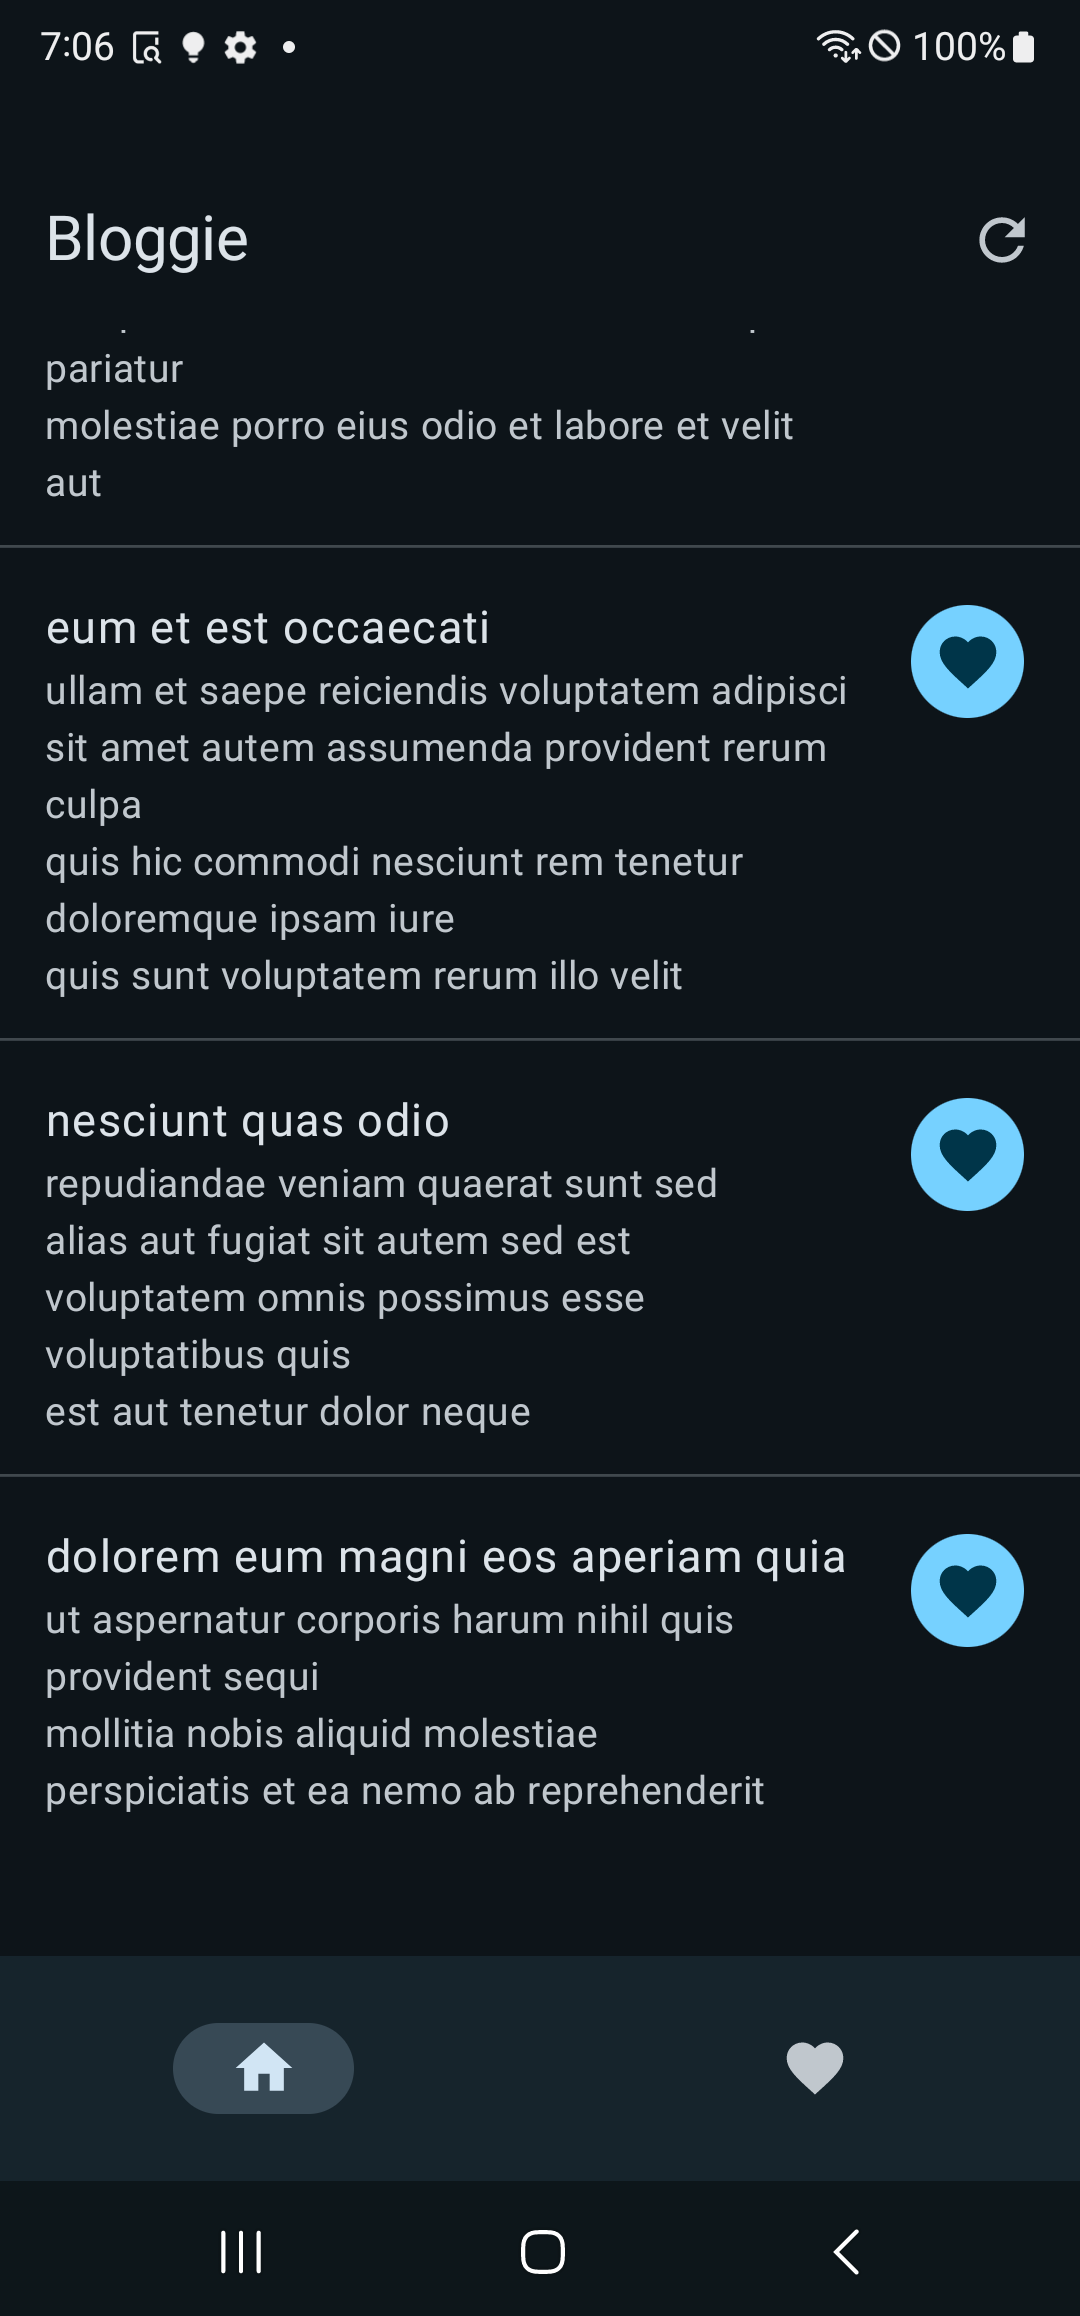 7:06
100%
Bloggie
pariatur
molestiae porro eius odio et labore et velit
aut
eum et est occaecati
ullam et saepe reiciendis voluptatem adipisci
sit amet autem assumenda provident rerum
culpa
quis hic commodi nesciunt rem tenetur
doloremque ipsam iure
quis sunt voluptatem rerum illo velit
nesciunt quas odio
repudiandae veniam quaerat sunt sed
alias aut fugiat sit autem sed est
voluptatem omnis possimus esse
voluptatibus quis
est aut tenetur dolor neque
dolorem eum magni eos aperiam quia
ut aspernatur corporis harum nihil quis
provident sequi
mollitia nobis aliquid molestiae
perspiciatis et ea nemo ab reprehenderit